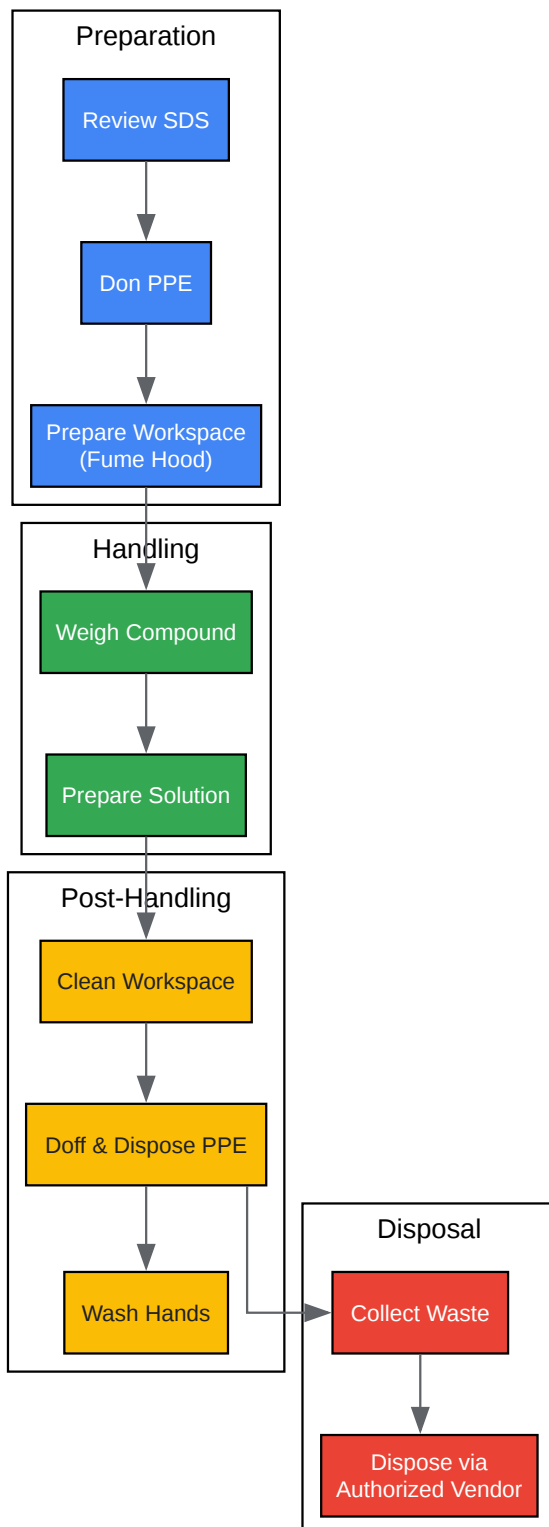 Preparation
Review SDS
Don PPE
Prepare Workspace
(Fume Hood)
Handling
Weigh Compound
Prepare Solution
Post-Handling
Clean Workspace
Doff & Dispose PPE
Wash Hands
Disposal
Collect Waste
Dispose via
Authorized Vendor